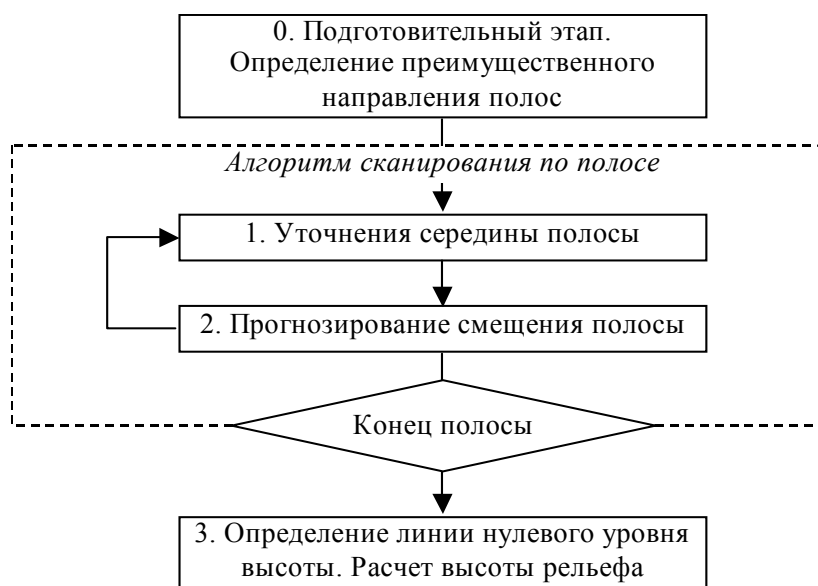 0. Подготовительный этап.
Определение преимущественного
направления полос
Алгоритм сканирования по полосе
1. Уточнения середины полосы
2. Прогнозирование смещения полосы
Конец полосы
3. Определение линии нулевого уровня
высоты. Расчет высоты рельефа